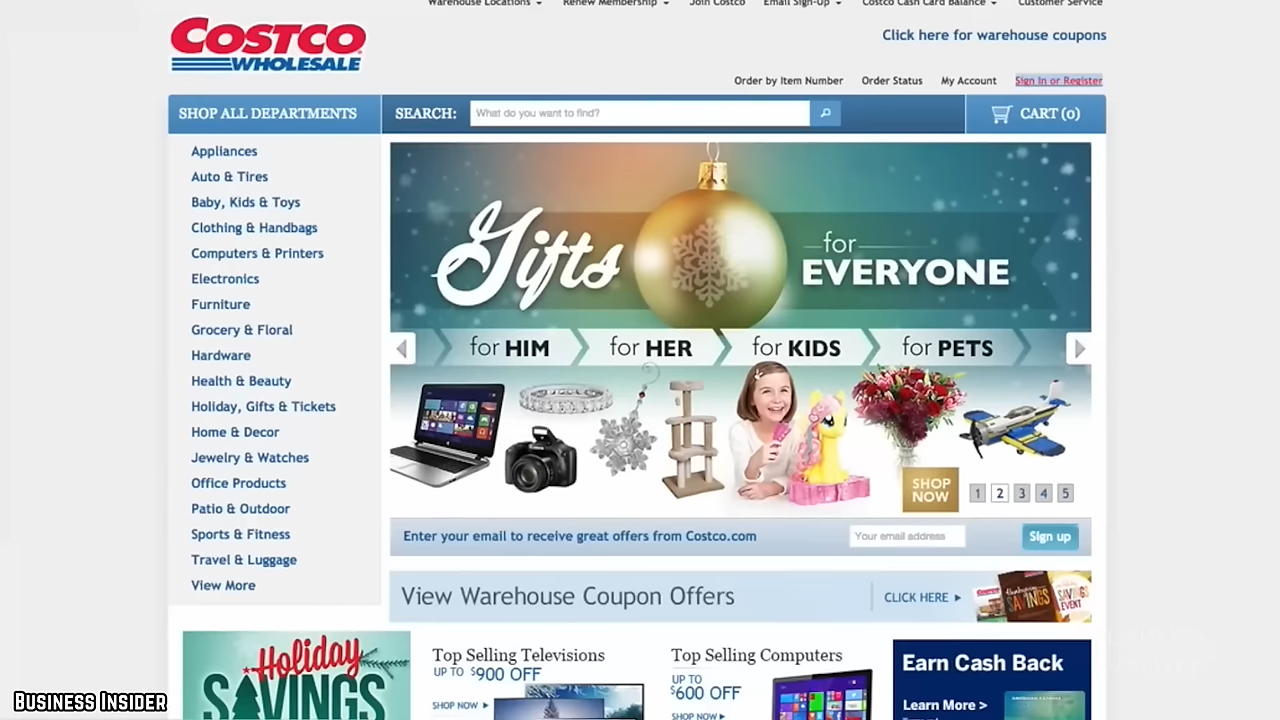 Warehouse Locations Renew Membership Join Costco Email Sign-Up Costco Cash Card Balance Customer Service
COSTCO
WHOLESALE
Click here for warehouse coupons
Order by Item Number Order Status My Account Sign In or Register
SHOP ALL DEPARTMENTS SEARCH: What do you want to find? CART (0)
Appliances
Auto & Tires
Baby, Kids & Toys
Clothing & Handbags
Computers & Printers
Electronics
Furniture
Grocery & Floral
Hardware
Health & Beauty
Holiday, Gifts & Tickets
Home & Decor
Jewelry & Watches
Office Products
Patio & Outdoor
Sports & Fitness
Travel & Luggage
View More
Gifts
for
EVERYONE
for HIM for HER for KIDS for PETS
SHOP
NOW
1 2 3 4 5
Enter your email to receive great offers from Costco.com Your email address Sign up
View Warehouse Coupon Offers CLICK HERE
SAVINGS
SAVINGS
EVENT
Holiday
SAVINGS
Top Selling Televisions
UP TO $900 OFF
SHOP NOW
Top Selling Computers
UP TO
$600 OFF
SHOP NOW
Earn Cash Back
Learn More >
BUSINESS INSIDER